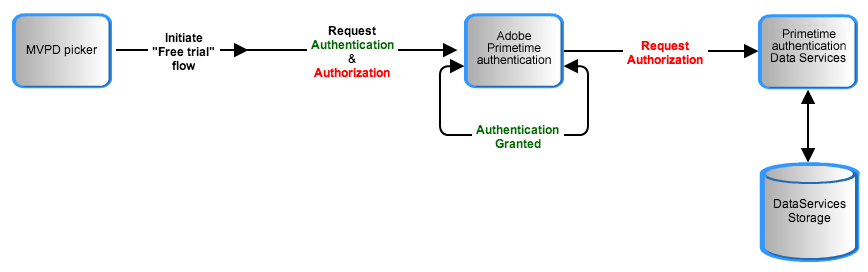 MVPD picker
Initiate
"Free trial"
flow
Request
Authentication
&
Authorization
Adobe
Primetime
authentication
Authentication
Granted
Request
Authorization
Primetime
authentication
Data Services
DataServices
Storage